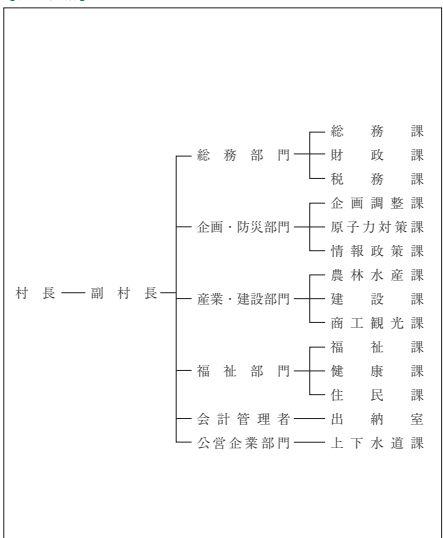 総務課
総務部門 財政課
税務課
企画調整課
企画・防災部門 原子力対策課
情報政策課
農林水産課
村長 副村長 産業・建設部門 建設課
商工観光課
福祉課
福祉部門 健康課
住民課
会計管理者 出納室
公営企業部門 上下水道課